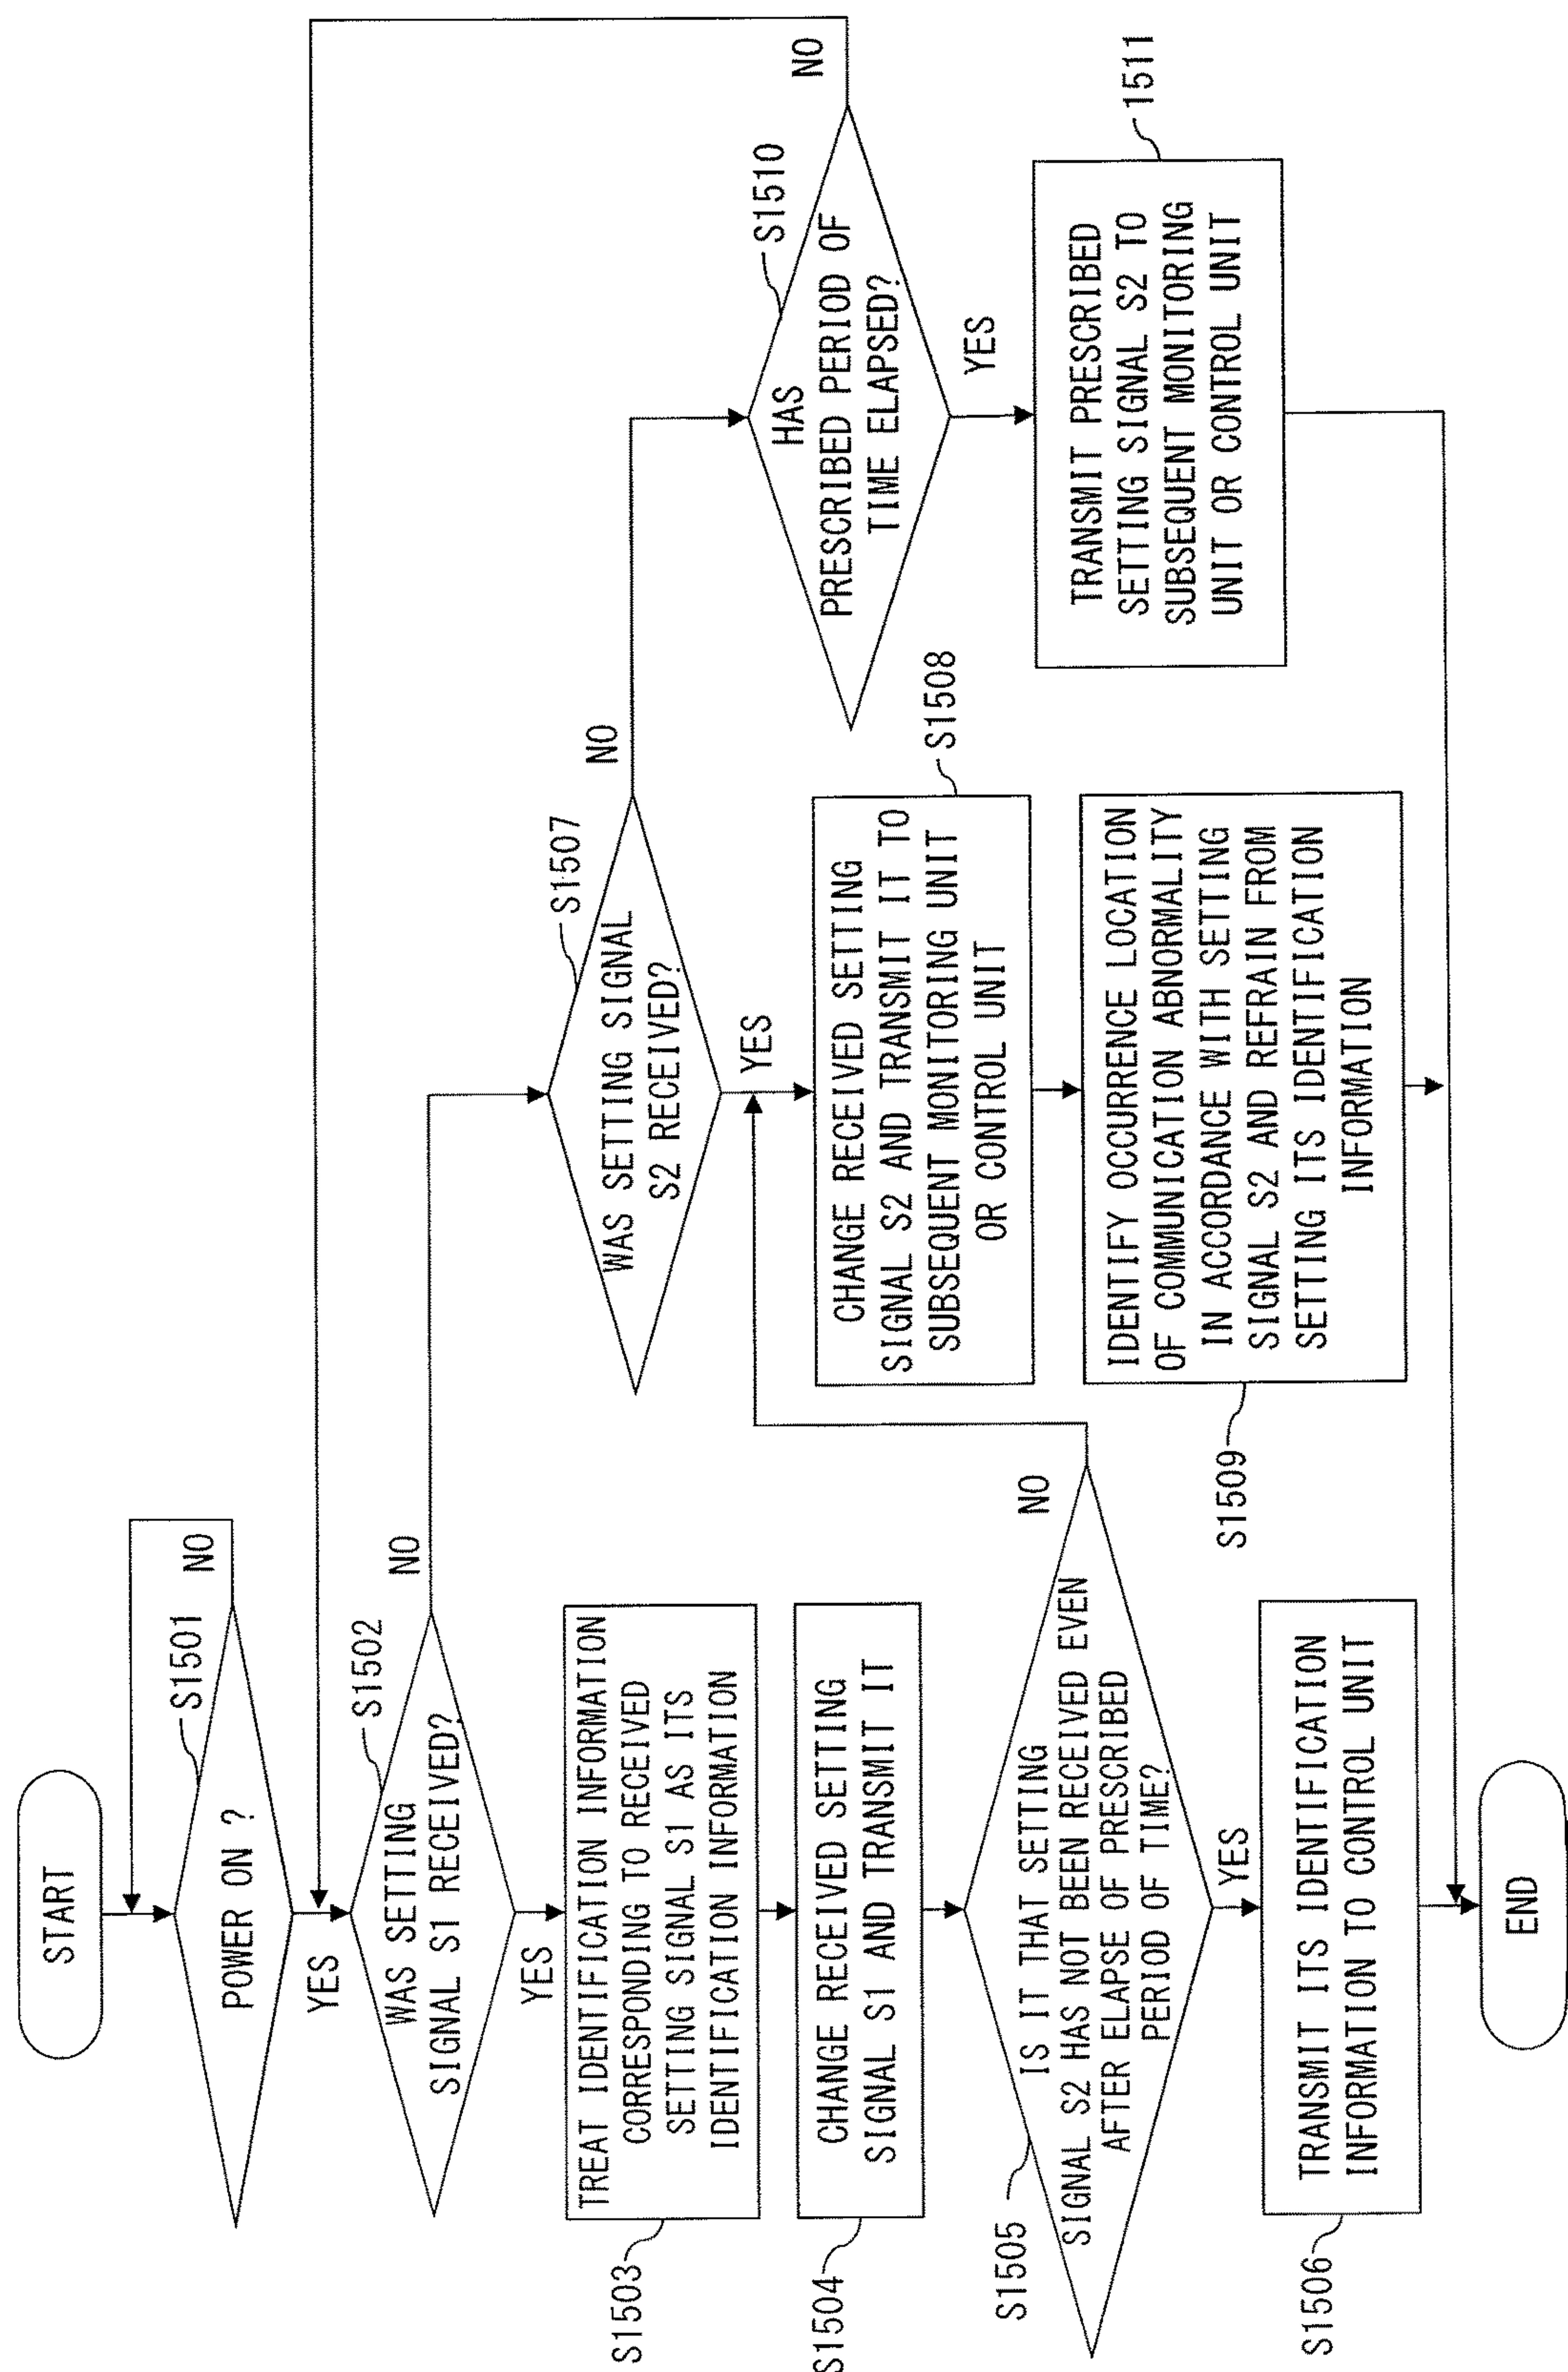 START
S1501
POWER ON ?
NO
YES
S1502
WAS SETTING
SIGNAL S1 RECEIVED?
NO
YES
S1503
TREAT IDENTIFICATION INFORMATION
CORRESPONDING TO RECEIVED
SETTING SIGNAL S1 AS ITS
IDENTIFICATION INFORMATION
S1504
CHANGE RECEIVED SETTING
SIGNAL S1 AND TRANSMIT IT
S1505
IS IT THAT SETTING
SIGNAL S2 HAS NOT BEEN RECEIVED EVEN
AFTER ELAPSE OF PRESCRIBED
PERIOD OF TIME?
NO
YES
S1506
TRANSMIT ITS IDENTIFICATION
INFORMATION TO CONTROL UNIT
END
S1507
WAS SETTING SIGNAL
S2 RECEIVED?
NO
YES
S1508
CHANGE RECEIVED SETTING
SIGNAL S2 AND TRANSMIT IT TO
SUBSEQUENT MONITORING UNIT
OR CONTROL UNIT
S1509
IDENTIFY OCCURRENCE LOCATION
OF COMMUNICATION ABNORMALITY
IN ACCORDANCE WITH SETTING
SIGNAL S2 AND REFRAIN FROM
SETTING ITS IDENTIFICATION
INFORMATION
S1510
HAS
PRESCRIBED PERIOD OF
TIME ELAPSED?
NO
YES
1511
TRANSMIT PRESCRIBED
SETTING SIGNAL S2 TO
SUBSEQUENT MONITORING
UNIT OR CONTROL UNIT